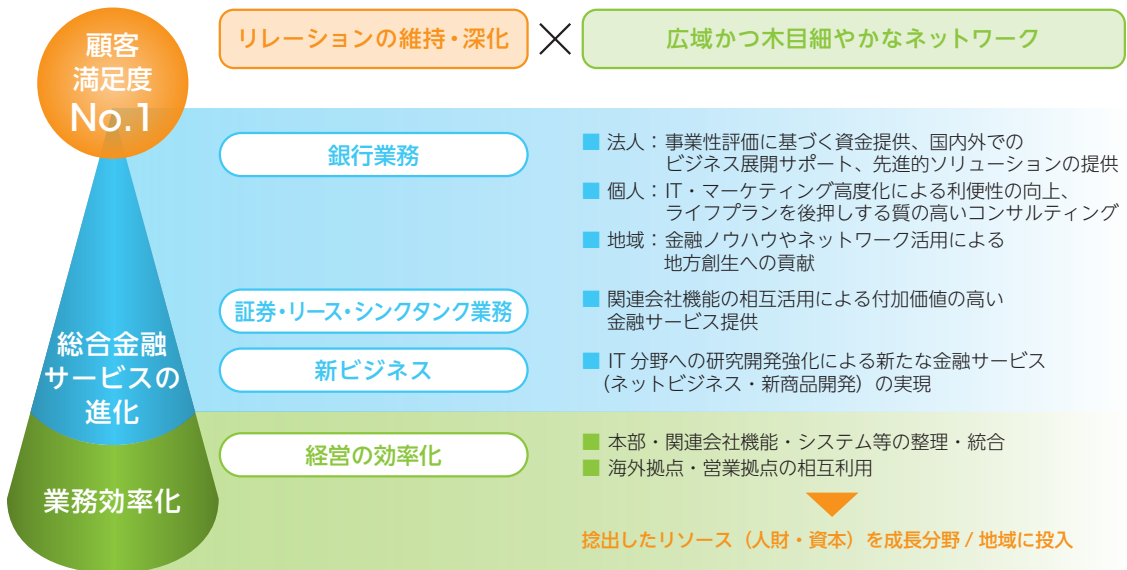 顧客
満足度
No.1
リレーションの維持・深化
×
広域かつ木目細やかなネットワーク
銀行業務
■ 法人：事業性評価に基づく資金提供、国内外での
ビジネス展開サポート、先進的ソリューションの提供
■ 個人：IT・マーケティング高度化による利便性の向上、
ライフプランを後押しする質の高いコンサルティング
■ 地域：金融ノウハウやネットワーク活用による
地方創生への貢献
証券・リース・シンクタンク業務
■ 関連会社機能の相互活用による付加価値の高い
金融サービス提供
総合金融
サービスの
進化
新ビジネス
■ IT 分野への研究開発強化による新たな金融サービス
（ネットビジネス・新商品開発）の実現
経営の効率化
■ 本部・関連会社機能・システム等の整理・統合
■ 海外拠点・営業拠点の相互利用
業務効率化
捻出したリソース（人財・資本）を成長分野 / 地域に投入